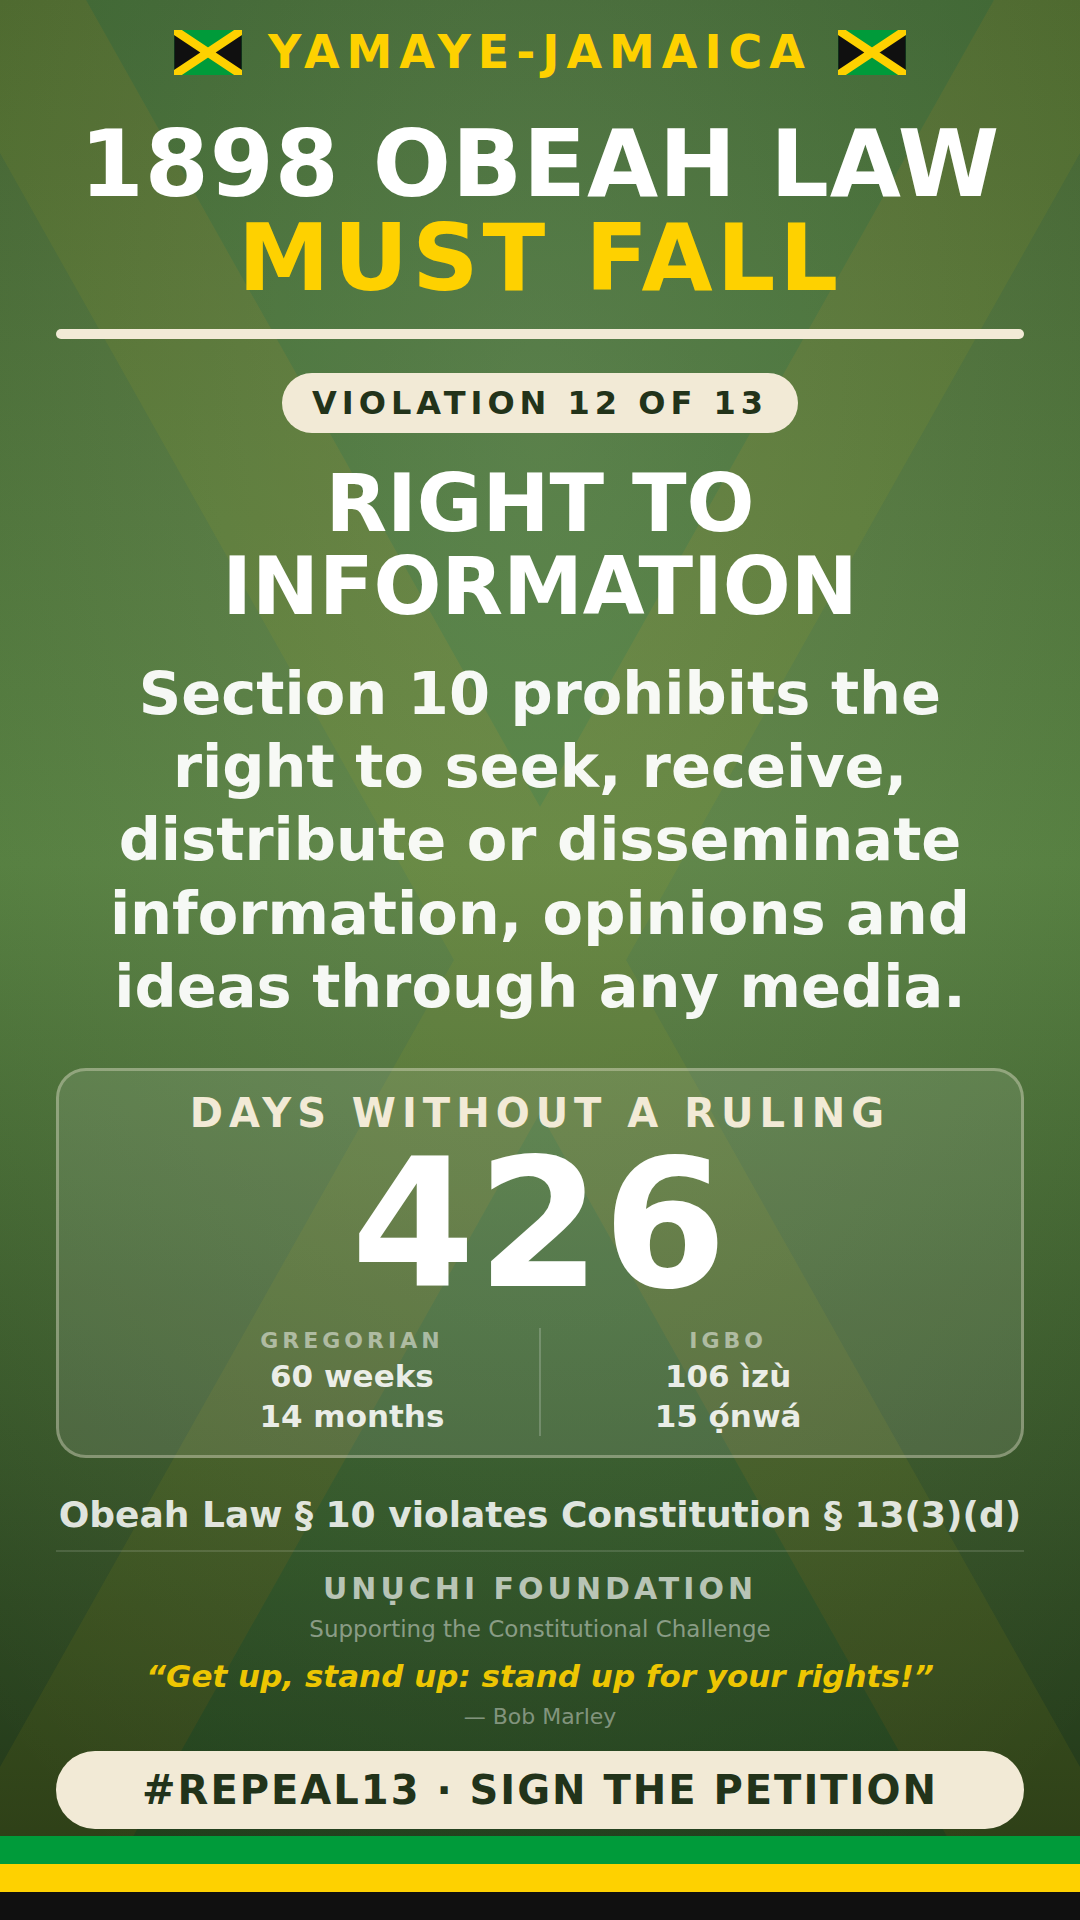 YAMAYE-JAMAICA
1898 OBEAH LAW
MUST FALL
VIOLATION 12 OF 13
RIGHT TO
INFORMATION
Section 10 prohibits the
right to seek, receive,
distribute or disseminate
information, opinions and
ideas through any media.
DAYS WITHOUT A RULING
426
GREGORIAN
60 weeks
14 months
IGBO
106 ìzù
15 ọ́nwá
Obeah Law § 10 violates Constitution § 13(3)(d)
UNỤCHI FOUNDATION
Supporting the Constitutional Challenge
“Get up, stand up: stand up for your rights!”
— Bob Marley
#REPEAL13 · SIGN THE PETITION